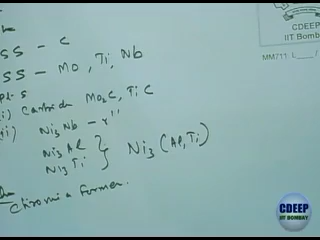 CDEEP
IIT Bomb
MM711: L
SS - C
SS - Mo, Ti, Nb
i) Carbide Mo2C, TiC
ii) Ni3Nb - γ"
Ni3Al
Ni3Ti } Ni3(Al,Ti)
Chromia former.
CDEEP
IIT BOMBAY